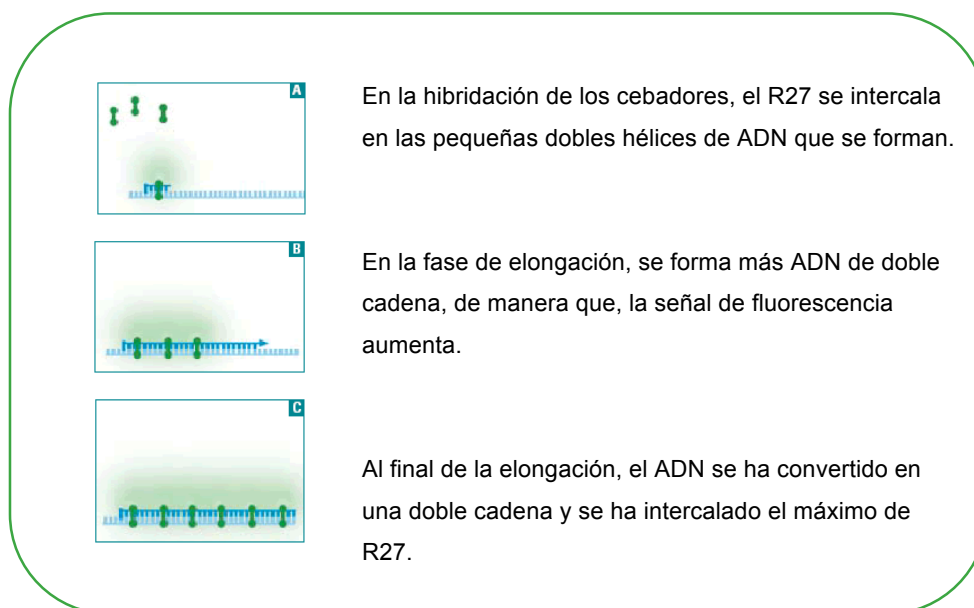 A
En la hibridación de los cebadores, el R27 se intercala
en las pequeñas dobles hélices de ADN que se forman.
B
En la fase de elongación, se forma más ADN de doble
cadena, de manera que, la señal de fluorescencia
aumenta.
C
Al final de la elongación, el ADN se ha convertido en
una doble cadena y se ha intercalado el máximo de
R27.